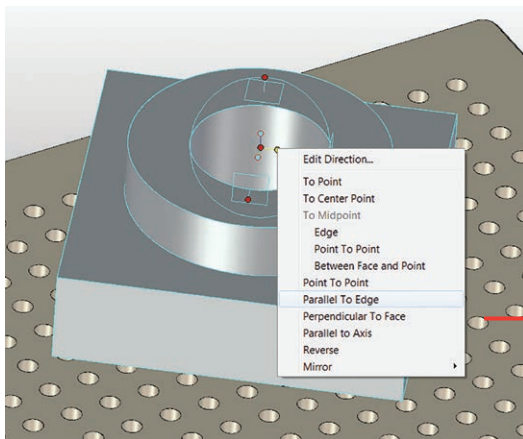 Edit Direction...
To Point
To Center Point
To Midpoint
Edge
Point To Point
Between Face and Point
Point To Point
Parallel To Edge
Perpendicular To Face
Parallel to Axis
Reverse
Mirror